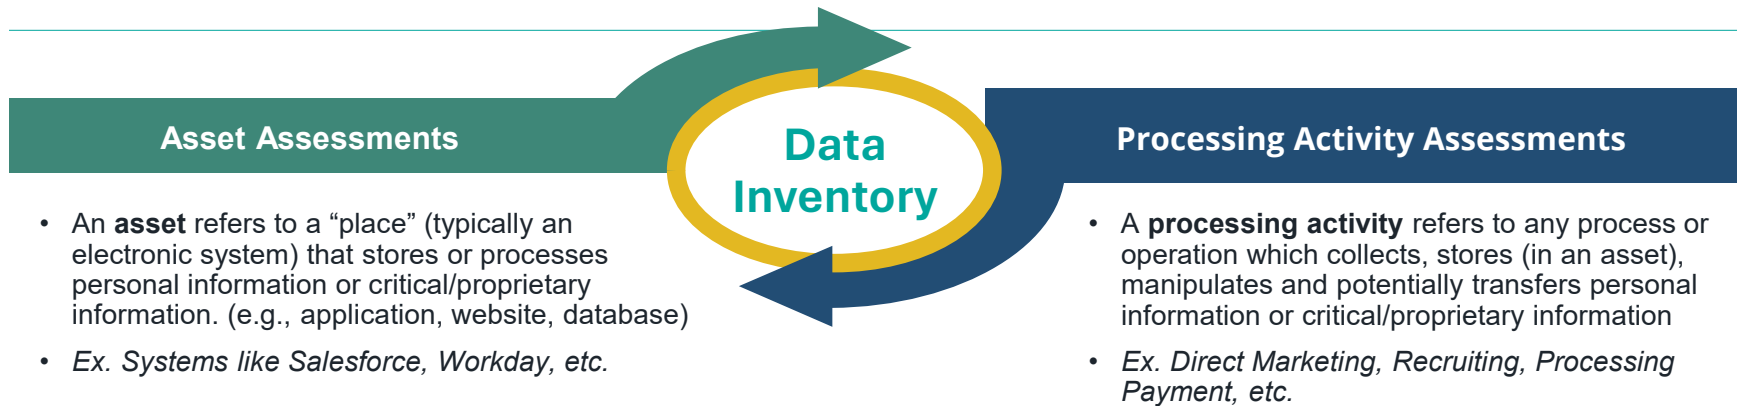 Asset Assessments
• An asset refers to a “place” (typically an
electronic system) that stores or processes
personal information or critical/proprietary
information. (e.g., application, website, database)
• Ex. Systems like Salesforce, Workday, etc.
Data
Inventory
Processing Activity Assessments
• A processing activity refers to any process or
operation which collects, stores (in an asset),
manipulates and potentially transfers personal
information or critical/proprietary information
• Ex. Direct Marketing, Recruiting, Processing
Payment, etc.